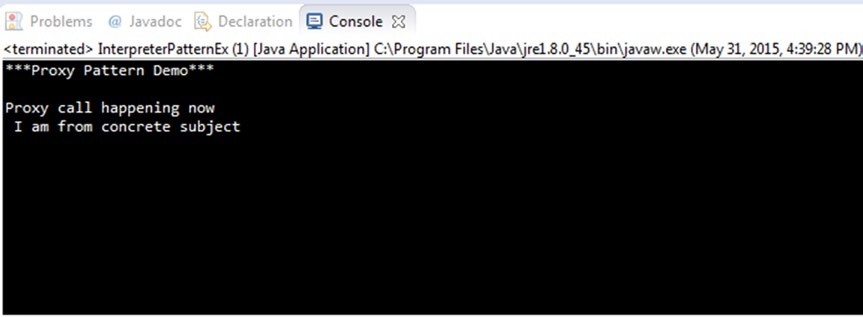 Problems @ Javadoc Declaration Console
<terminated> InterpreterPatternEx (1) [Java Application] C:\Program Files\Java\jre1.8.0_45\bin\javaw.exe (May 31, 2015, 4:39:28 PM)
***Proxy Pattern Demo***
Proxy call happening now
I am from concrete subject